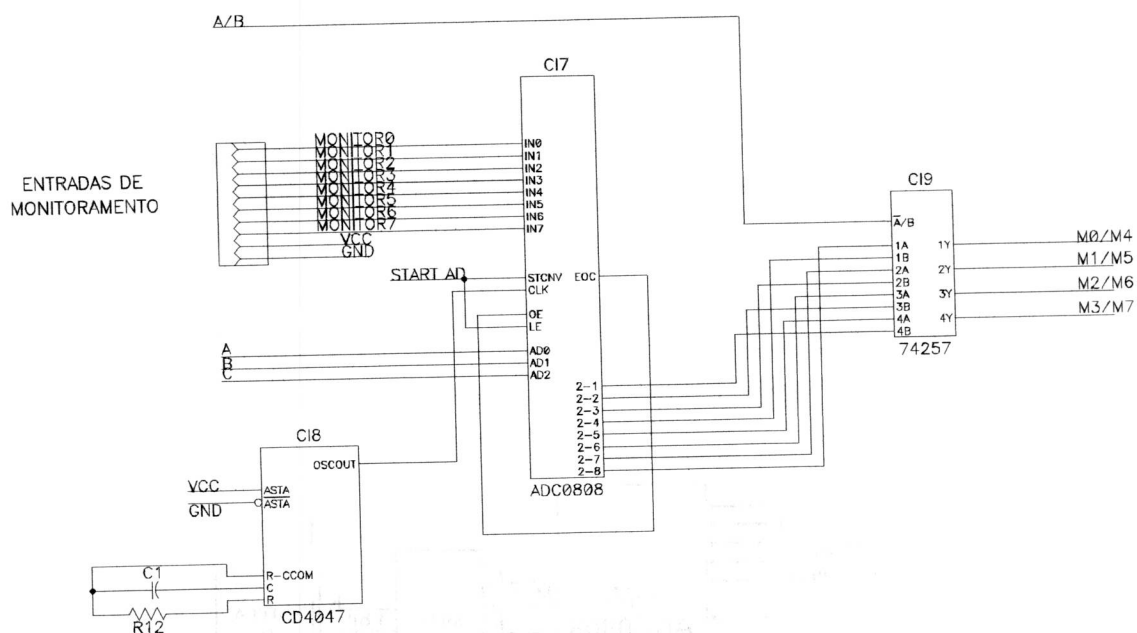 A/B
CI7
ENTRADAS DE
MONITORAMENTO
MONITOR0
MONITOR1
MONITOR2
MONITOR3
MONITOR4
MONITOR5
MONITOR6
MONITOR7
VCC
GND
IN0
IN1
IN2
IN3
IN4
IN5
IN6
IN7
START AD
STCNV
EOC
CLK
OE
LE
A
B
C
AD0
AD1
AD2
2-1
2-2
2-3
2-4
2-5
2-6
2-7
2-8
ADC0808
CI9
A/B
1A
1B
2A
2B
3A
3B
4A
4B
1Y
2Y
3Y
4Y
74257
M0/M4
M1/M5
M2/M6
M3/M7
CI8
OSCOUT
VCC
GND
ASTA
ASTA
R-CCOM
C
R
CD4047
C1
R12